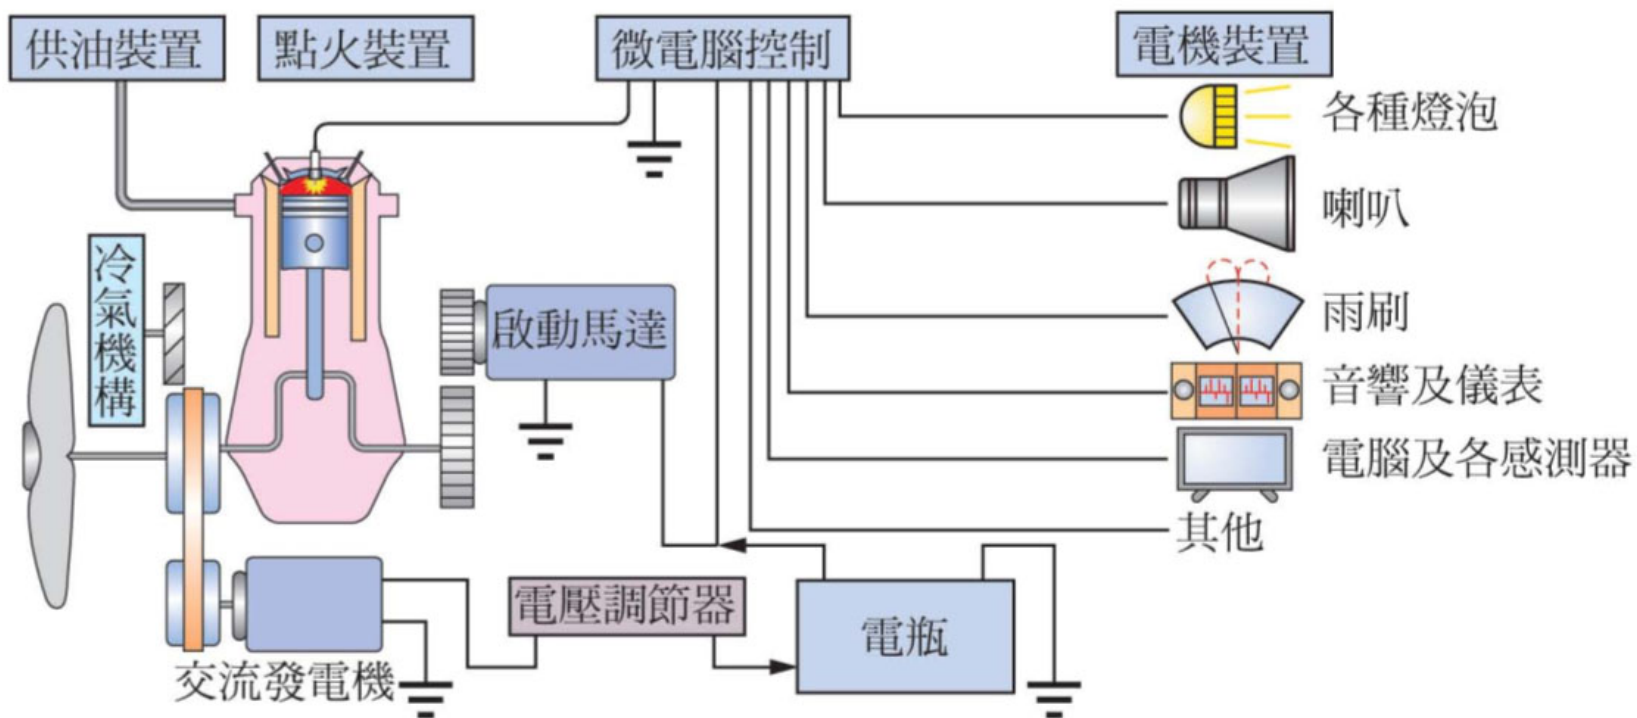 供油裝置
點火裝置
微電腦控制
電機裝置
各種燈泡
喇叭
冷氣機構
啟動馬達
雨刷
音響及儀表
電腦及各感測器
其他
電壓調節器
電瓶
交流發電機